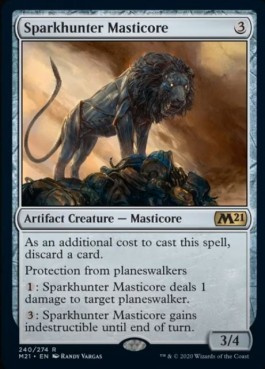 Sparkhunter Masticore 3
Artifact Creature — Masticore M21
As an additional cost to cast this spell,
discard a card.
Protection from planeswalkers
1 : Sparkhunter Masticore deals 1
damage to target planeswalker.
3 : Sparkhunter Masticore gains
indestructible until end of turn.
3/4
240/274 R
M21 • EN RANDY VARGAS ™ & © 2020 Wizards of the Coast